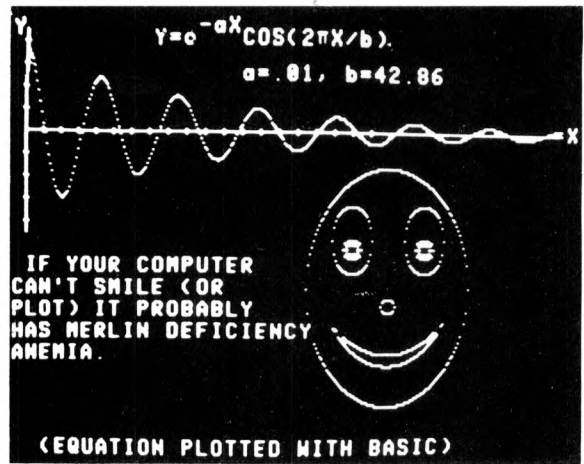 Y
Y=e^-aX COS(2πX/b).
a=.01, b=42.86
X
IF YOUR COMPUTER
CAN'T SMILE (OR
PLOT) IT PROBABLY
HAS MERLIN DEFICIENCY
ANEMIA.
(EQUATION PLOTTED WITH BASIC)